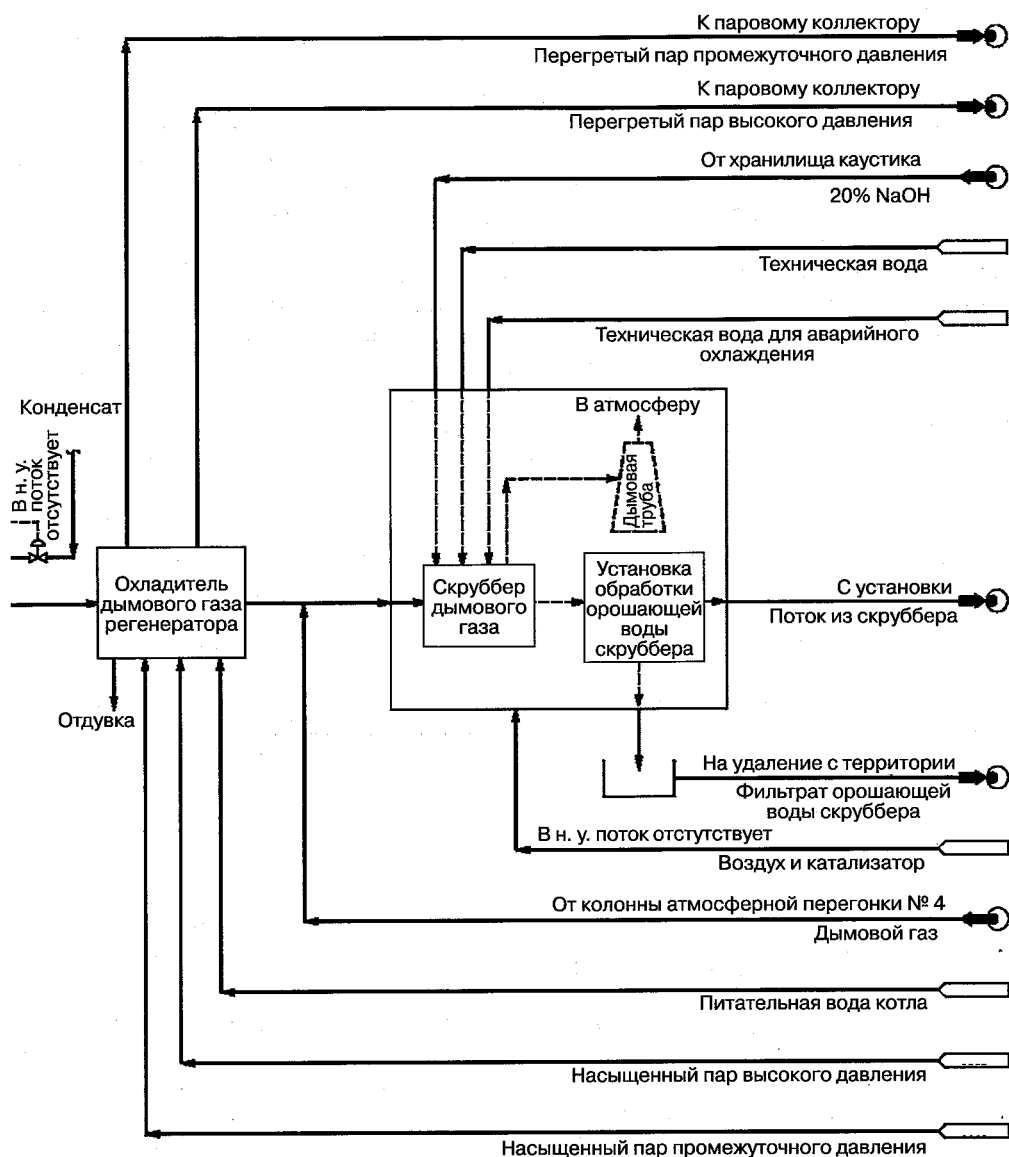 К паровому коллектору
Перегретый пар промежуточного давления
К паровому коллектору
Перегретый пар высокого давления
От хранилища каустика
20% NaOH
Техническая вода
Техническая вода для аварийного
охлаждения
Конденсат
В н. у.
поток
отсутствует
В атмосферу
Дымовая
труба
Охладитель
дымового газа
регенератора
Скруббер
дымового
газа
Установка
обработки
орошающей
воды
скруббера
С установки
Поток из скруббера
Отдувка
На удаление с территории
Фильтрат орошающей
воды скруббера
В н. у. поток отстутствует
Воздух и катализатор
От колонны атмосферной перегонки № 4
Дымовой газ
Питательная вода котла
Насыщенный пар высокого давления
Насыщенный пар промежуточного давления